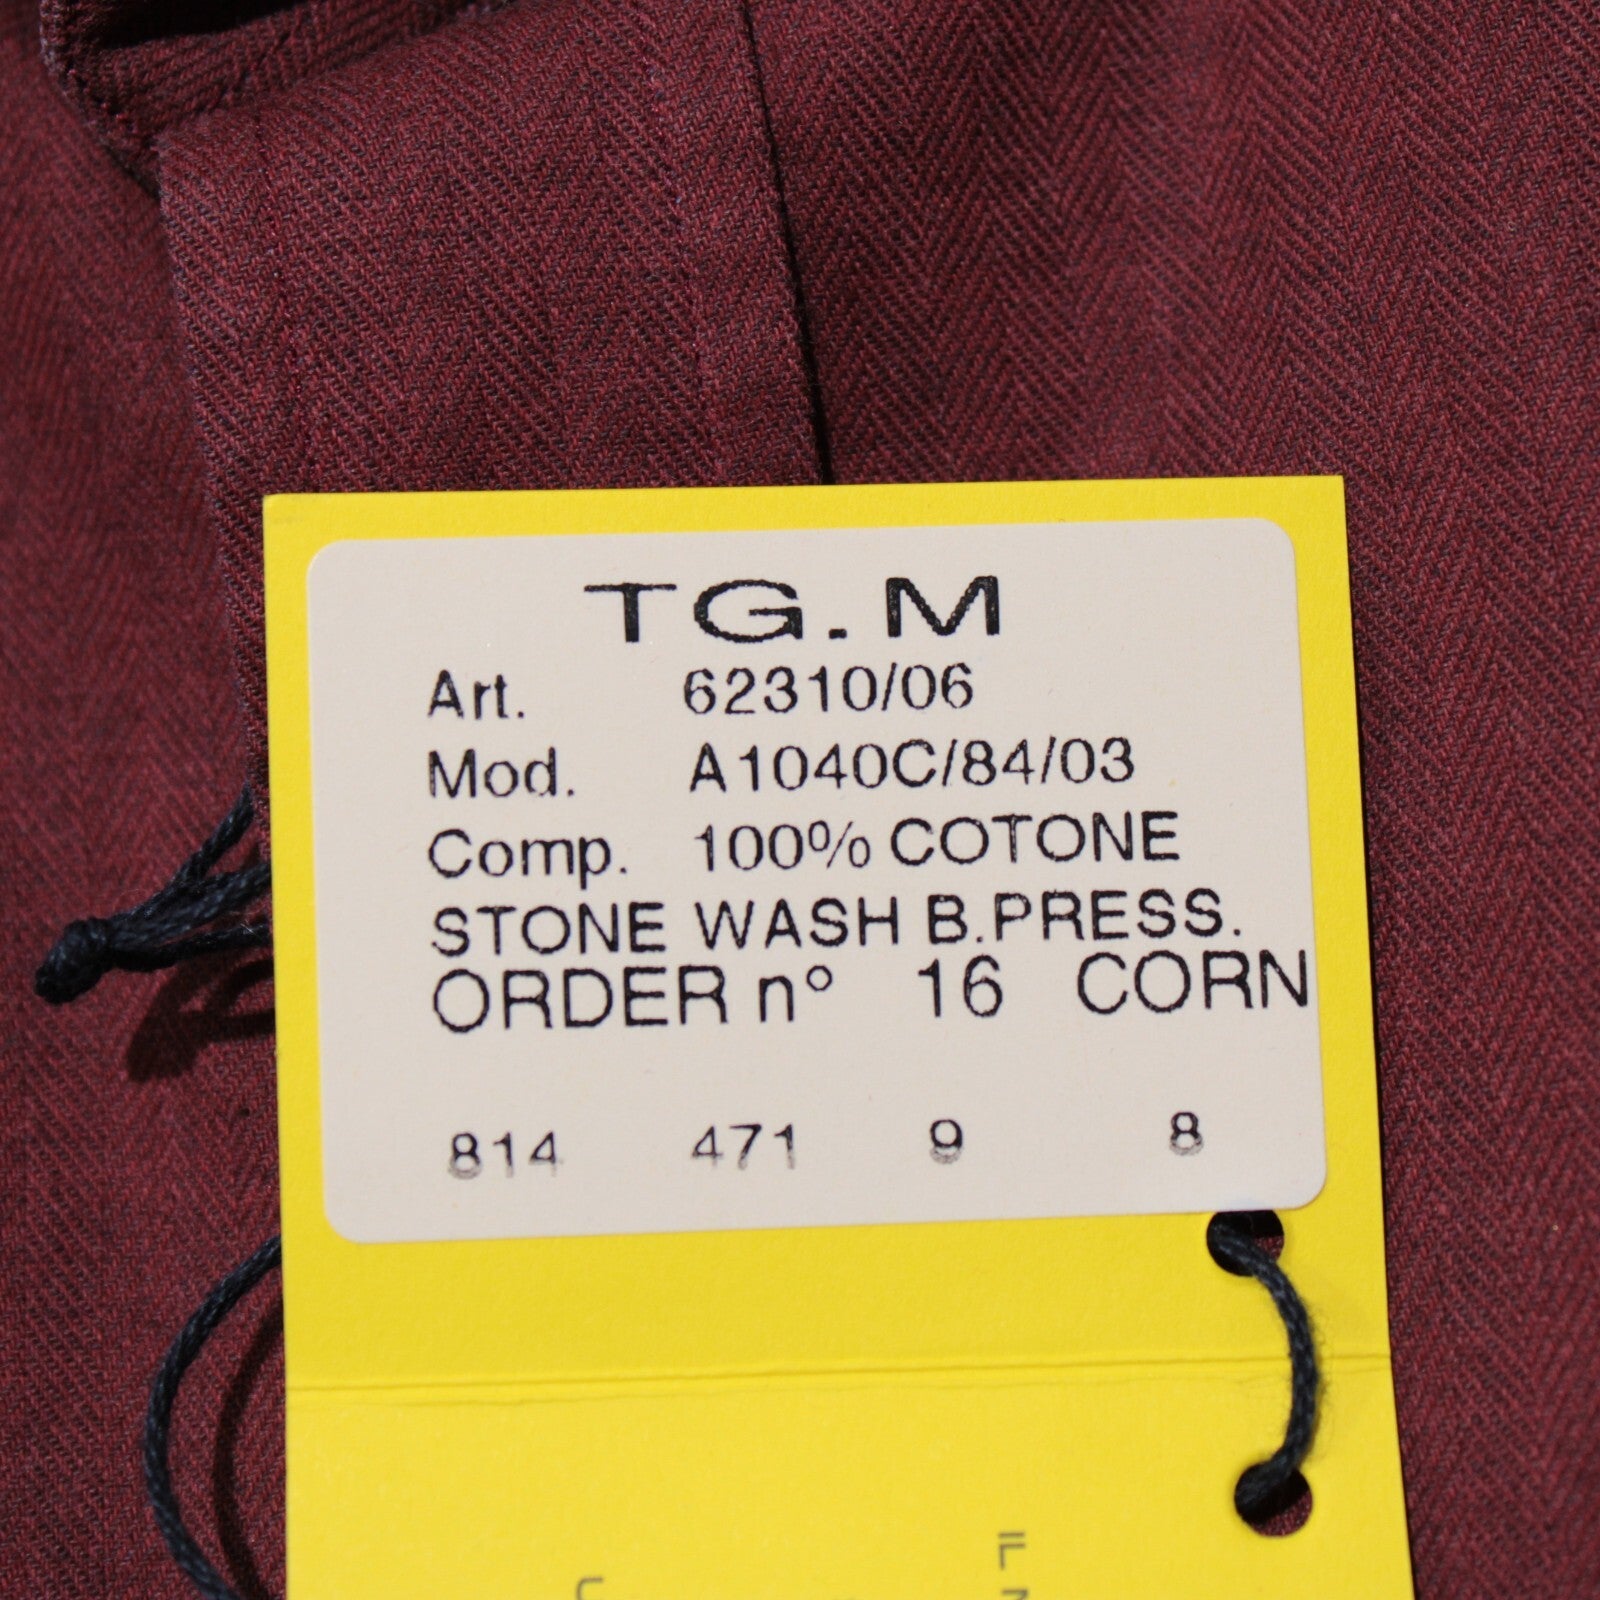 TG.M
Art. 62310/06
Mod. A1040C/84/03
Comp. 100% COTONE
STONE WASH B.PRESS.
ORDER n° 16 CORN
814 471 9 8
IL